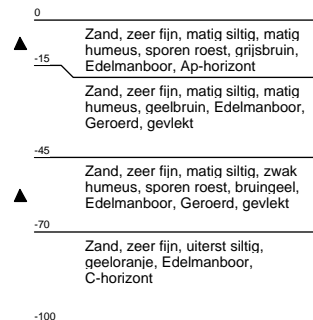 0
Zand, zeer fijn, matig siltig, matig
humeus, sporen roest, grijsbruin,
Edelmanboor, Ap-horizont
-15
Zand, zeer fijn, matig siltig, matig
humeus, geelbruin, Edelmanboor,
Geroerd, gevlekt
-45
Zand, zeer fijn, matig siltig, zwak
humeus, sporen roest, bruingeel,
Edelmanboor, Geroerd, gevlekt
-70
Zand, zeer fijn, uiterst siltig,
geeloranje, Edelmanboor,
C-horizont
-100